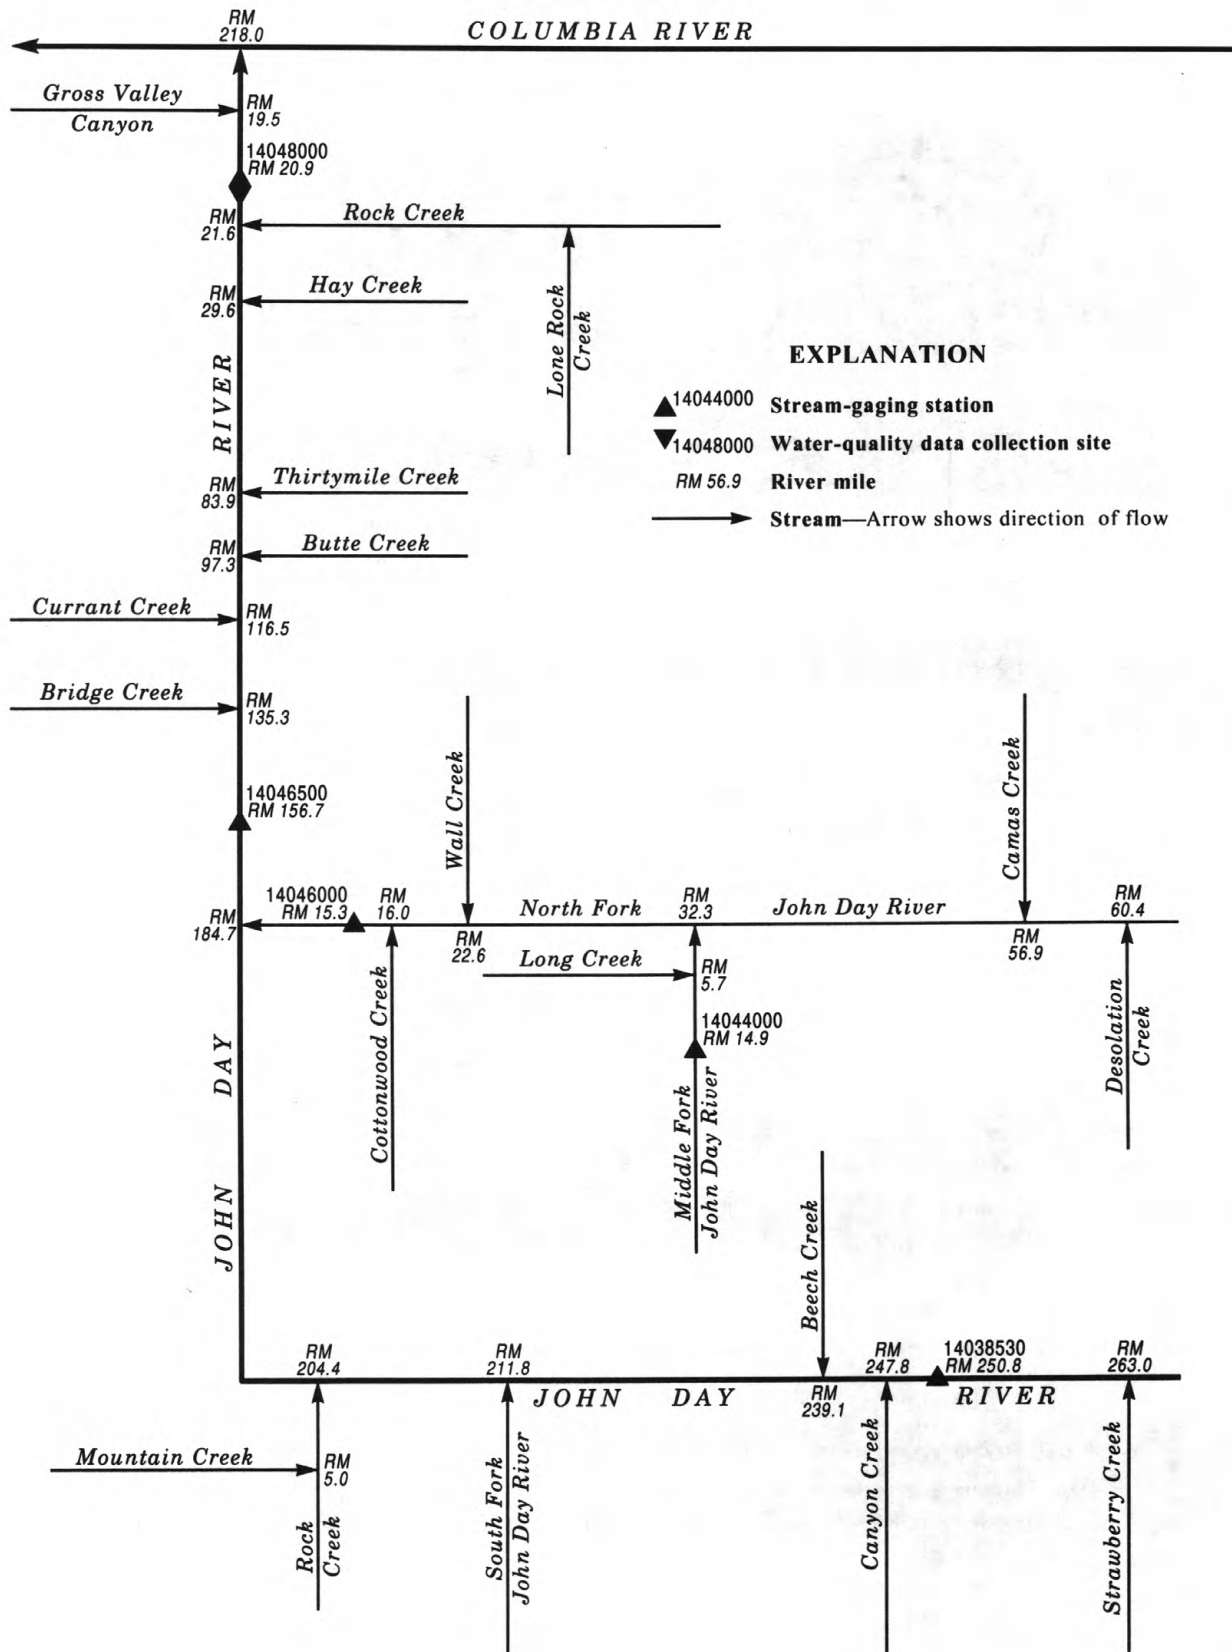 RM
218.0
COLUMBIA RIVER
Gross Valley
Canyon
RM
19.5
14048000
RM 20.9
RM
21.6
Rock Creek
RM
29.6
Hay Creek
Lone Rock
Creek
EXPLANATION
14044000 Stream-gaging station
14048000 Water-quality data collection site
RM 56.9 River mile
Stream—Arrow shows direction of flow
RIVER
RM
83.9
Thirtymile Creek
RM
97.3
Butte Creek
Currant Creek
RM
116.5
Bridge Creek
RM
135.3
14046500
RM 156.7
Wall Creek
Camas Creek
RM
184.7
14046000
RM 15.3
RM
16.0
RM
22.6
North Fork
RM
32.3
John Day River
RM
56.9
RM
60.4
Long Creek
RM
5.7
14044000
RM 14.9
Cottonwood Creek
Middle Fork
John Day River
Desolation
Creek
DAY
JOHN
Beech Creek
RM
204.4
RM
211.8
JOHN DAY
RM
239.1
RM
247.8
14038530
RM 250.8
RIVER
RM
263.0
Mountain Creek
RM
5.0
Rock
Creek
South Fork
John Day River
Canyon Creek
Strawberry Creek